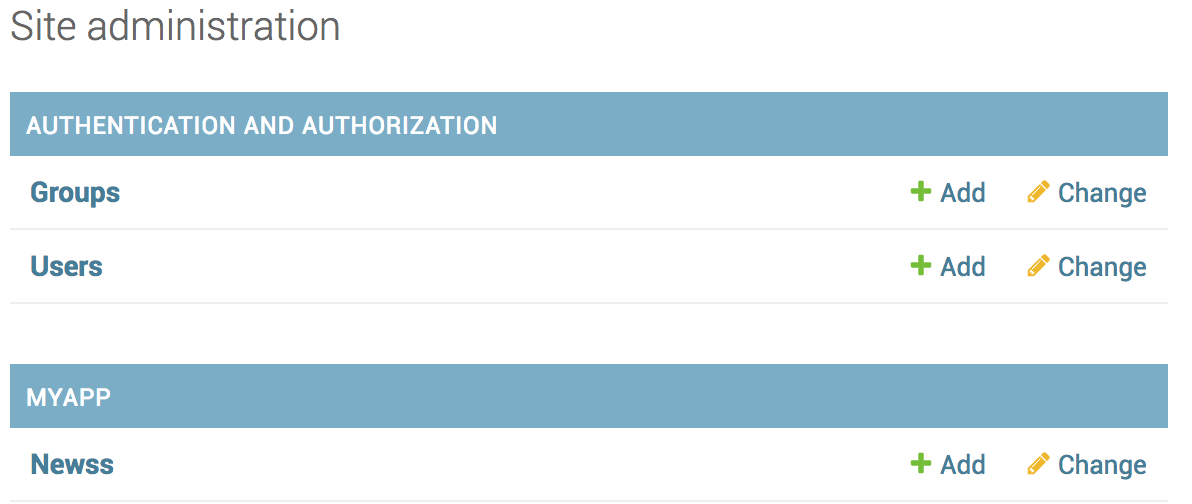 Site administration
AUTHENTICATION AND AUTHORIZATION
Groups Add Change
Users Add Change
MYAPP
Newss Add Change